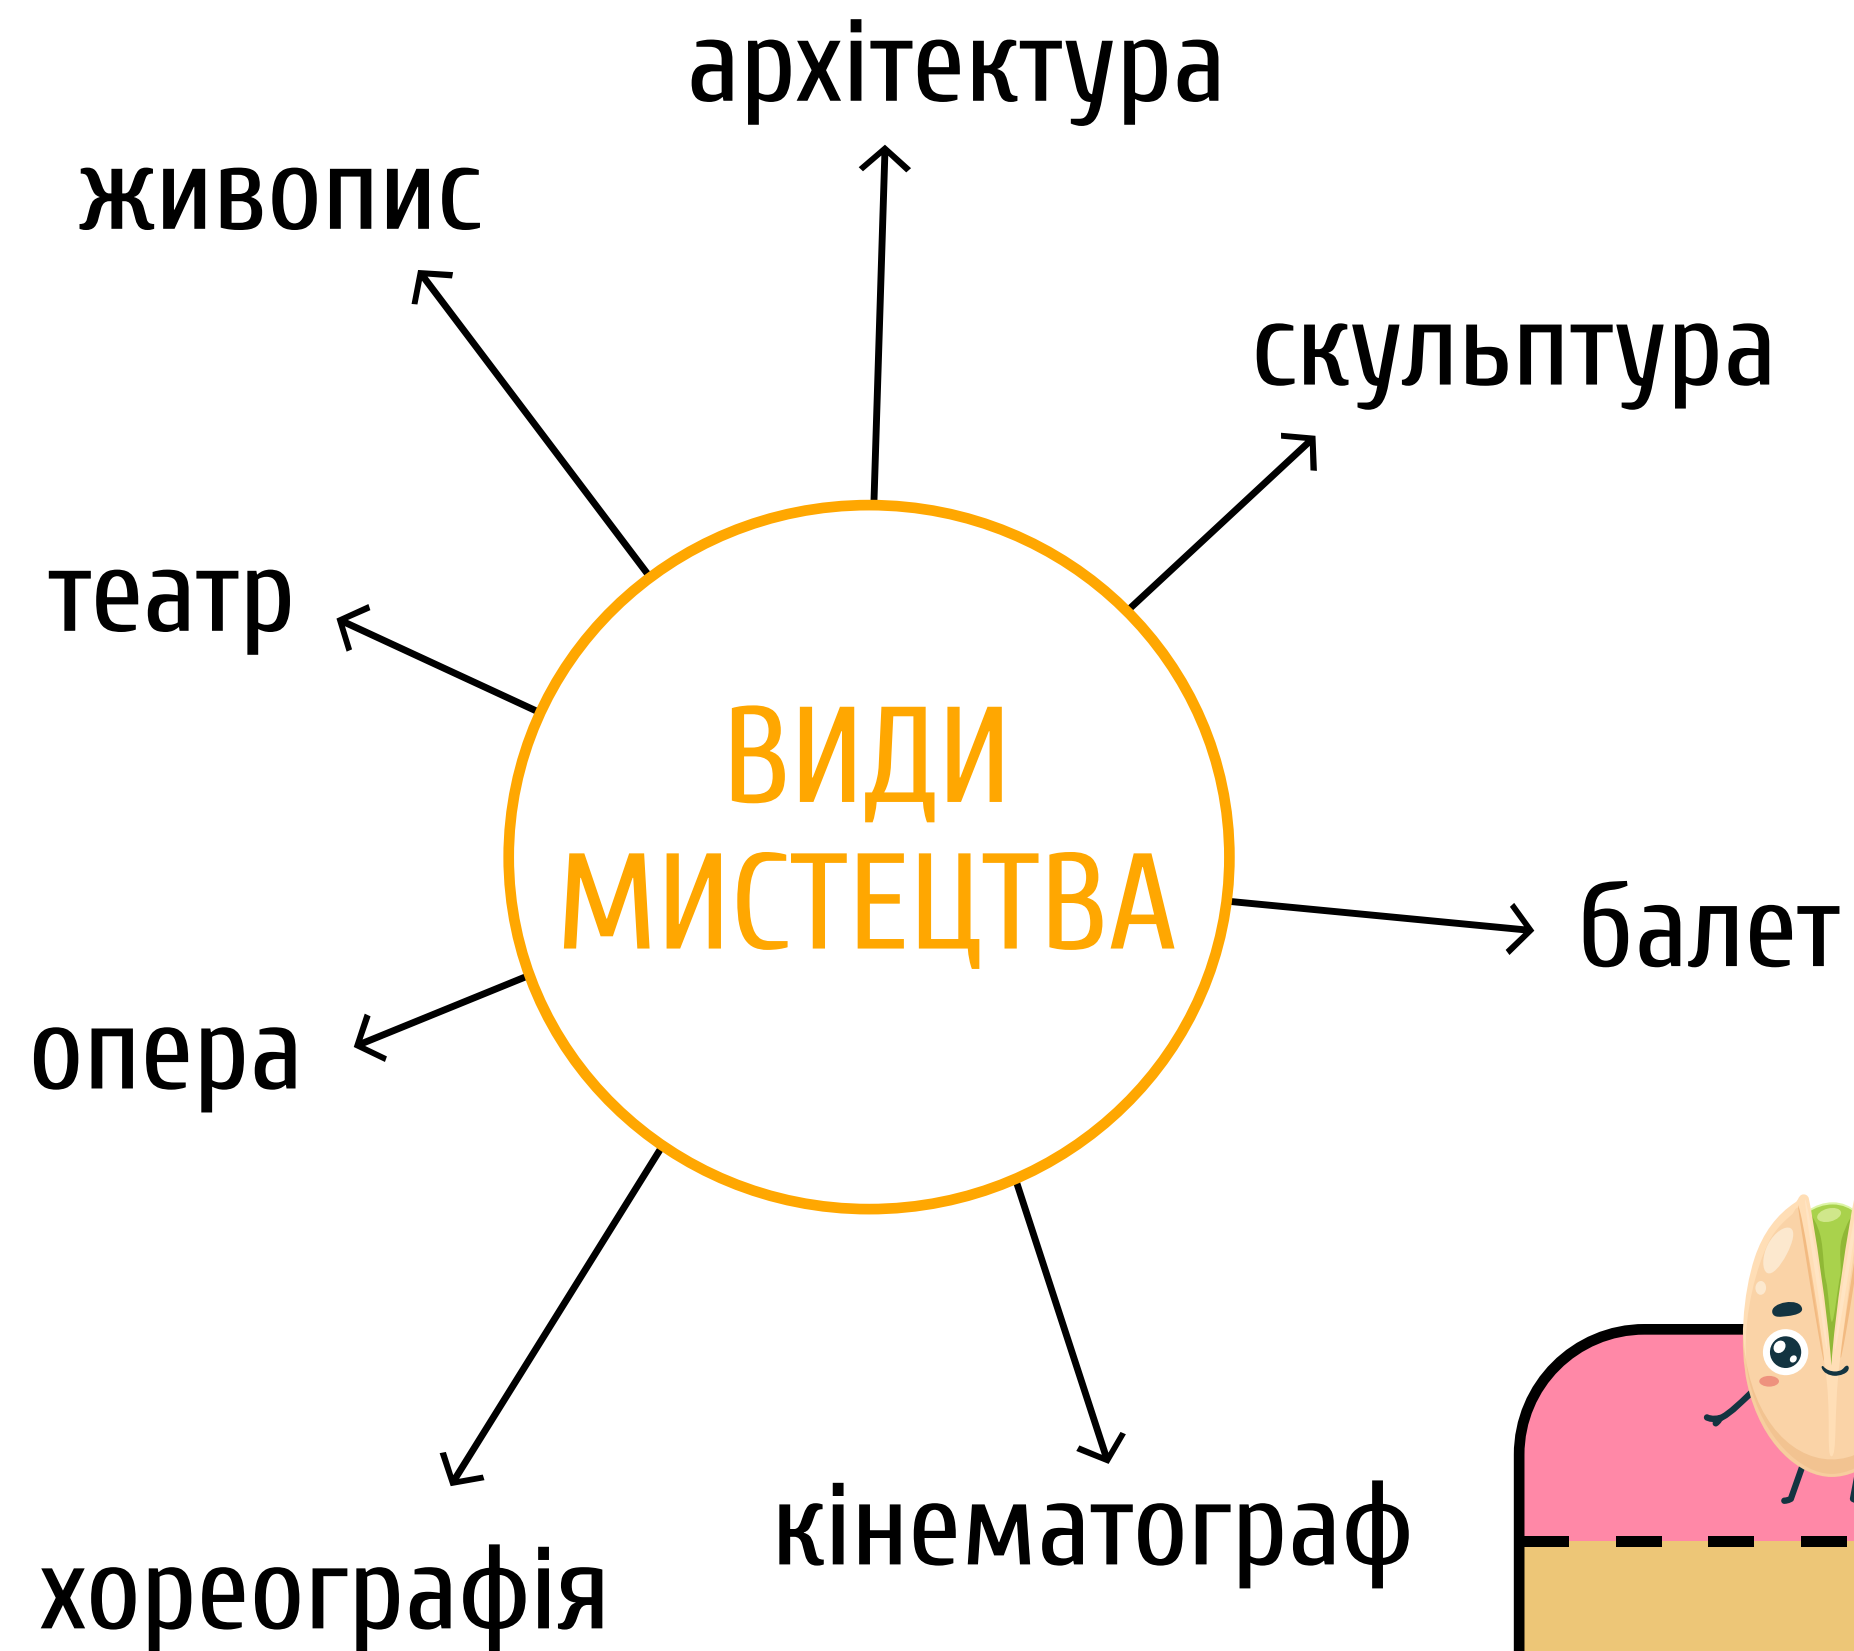 архітектура
живопис
скульптура
театр
ВИДИ
МИСТЕЦТВА
балет
опера
кінематограф
хореографія